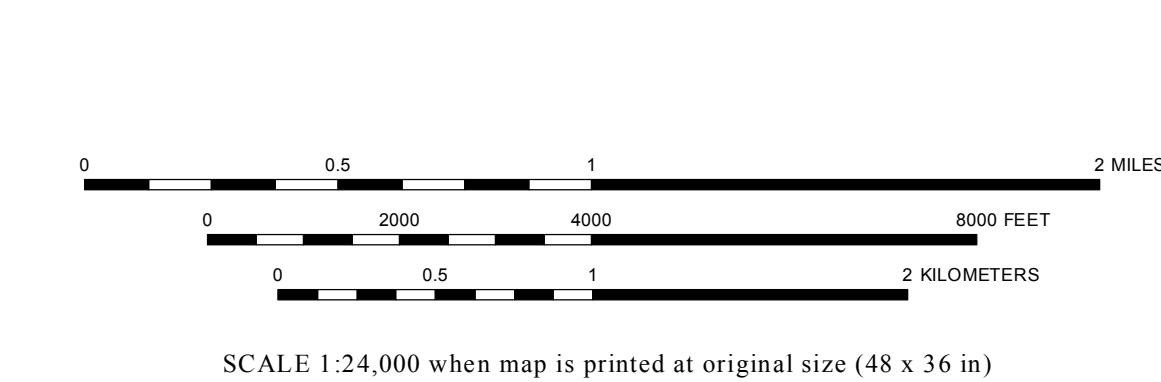 0 0.5 1 2 MILES
0 2000 4000 8000 FEET
0 0.5 1 2 KILOMETERS
SCALE 1:24,000 when map is printed at original size (48 x 36 in)